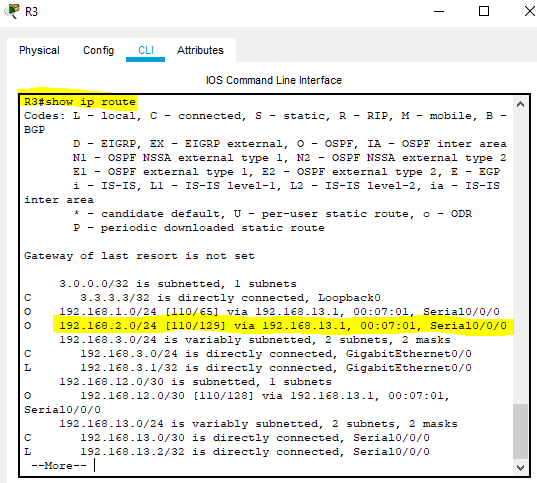 R3
Physical Config CLI Attributes
IOS Command Line Interface
R3#show ip route
Codes: L - local, C - connected, S - static, R - RIP, M - mobile, B -
BGP
D - EIGRP, EX - EIGRP external, O - OSPF, IA - OSPF inter area
N1 - OSPF NSSA external type 1, N2 - OSPF NSSA external type 2
E1 - OSPF external type 1, E2 - OSPF external type 2, E - EGP
i - IS-IS, L1 - IS-IS level-1, L2 - IS-IS level-2, ia - IS-IS
inter area
* - candidate default, U - per-user static route, o - ODR
P - periodic downloaded static route
Gateway of last resort is not set
3.0.0.0/32 is subnetted, 1 subnets
C 3.3.3.3/32 is directly connected, Loopback0
O 192.168.1.0/24 [110/65] via 192.168.13.1, 00:07:01, Serial0/0/0
O 192.168.2.0/24 [110/129] via 192.168.13.1, 00:07:01, Serial0/0/0
192.168.3.0/24 is variably subnetted, 2 subnets, 2 masks
C 192.168.3.0/24 is directly connected, GigabitEthernet0/0
L 192.168.3.1/32 is directly connected, GigabitEthernet0/0
192.168.12.0/30 is subnetted, 1 subnets
O 192.168.12.0/30 [110/128] via 192.168.13.1, 00:07:01,
Serial0/0/0
192.168.13.0/24 is variably subnetted, 2 subnets, 2 masks
C 192.168.13.0/30 is directly connected, Serial0/0/0
L 192.168.13.2/32 is directly connected, Serial0/0/0
--More--